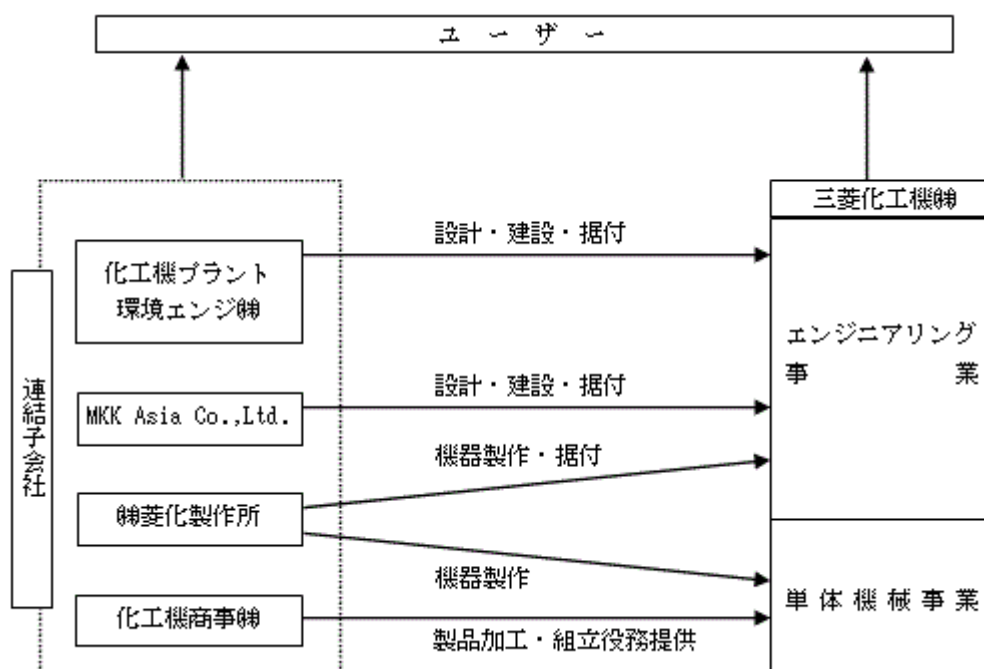 ユーザー
三菱化工機㈱
設計・建設・据付
化工機プラント
環境エンジ㈱
エンジニアリング
事業
連結子会社
設計・建設・据付
MKK Asia Co.,Ltd.
機器製作・据付
㈱菱化製作所
機器製作
単体機械事業
化工機商事㈱
製品加工・組立役務提供